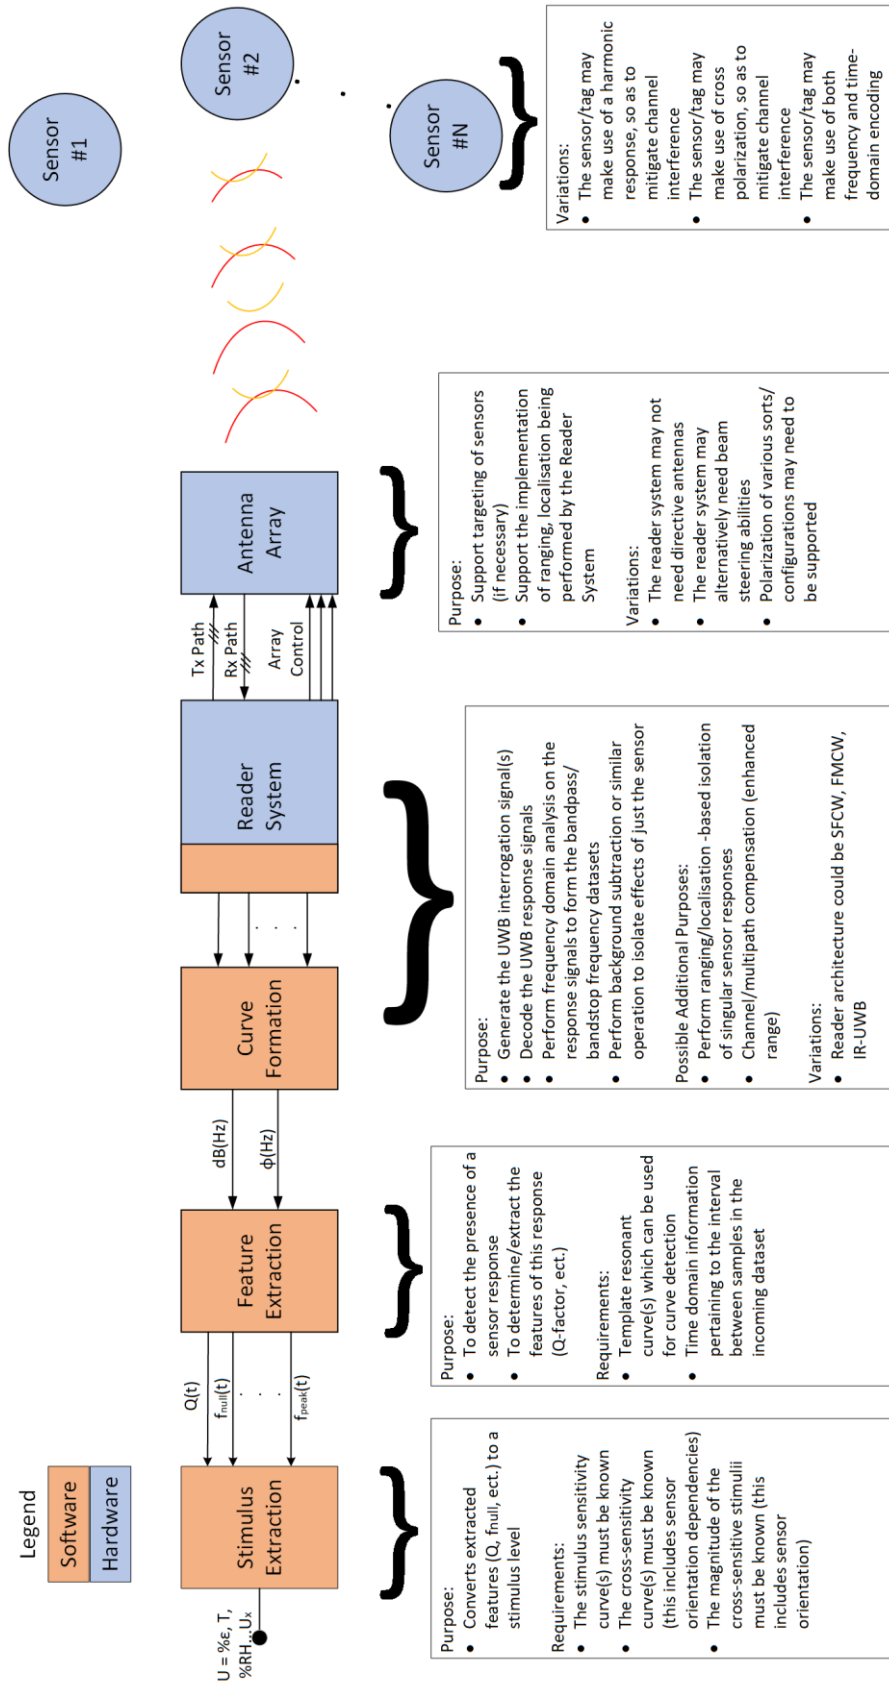 Legend
Software
Hardware
U = %ε, T,
%RH...Uₓ
Stimulus
Extraction
Q(t)
fnull(t)
fpeak(t)
Feature
Extraction
dB(Hz)
ϕ(Hz)
Curve
Formation
Reader
System
Tx Path
Rx Path
Array
Control
Antenna
Array
Sensor
#1
Sensor
#2
Sensor
#N
Purpose:
• Converts extracted
features (Q, fnull, ect.) to a
stimulus level
Requirements:
• The stimulus sensitivity
curve(s) must be known
• The cross-sensitivity
curve(s) must be known
(this includes sensor
orientation dependencies)
• The magnitude of the
cross-sensitive stimulii
must be known (this
includes sensor
orientation)
Purpose:
• To detect the presence of a
sensor response
• To determine/extract the
features of this response
(Q-factor, ect.)
Requirements:
• Template resonant
curve(s) which can be used
for curve detection
• Time domain information
pertaining to the interval
between samples in the
incoming dataset
Purpose:
• Generate the UWB interrogation signal(s)
• Decode the UWB response signals
• Perform frequency domain analysis on the
response signals to form the bandpass/
bandstop frequency datasets
• Perform background subtraction or similar
operation to isolate effects of just the sensor
Possible Additional Purposes:
• Perform ranging/localisation -based isolation
of singular sensor responses
• Channel/multipath compensation (enhanced
range)
Variations:
• Reader architecture could be SFCW, FMCW,
IR-UWB
Purpose:
• Support targeting of sensors
(if necessary)
• Support the implementation
of ranging, localisation being
performed by the Reader
System
Variations:
• The reader system may not
need directive antennas
• The reader system may
alternatively need beam
steering abilities
• Polarization of various sorts/
configurations may need to
be supported
Variations:
• The sensor/tag may
make use of a harmonic
response, so as to
mitigate channel
interference
• The sensor/tag may
make use of cross
polarization, so as to
mitigate channel
interference
• The sensor/tag may
make use of both
frequency and time-
domain encoding